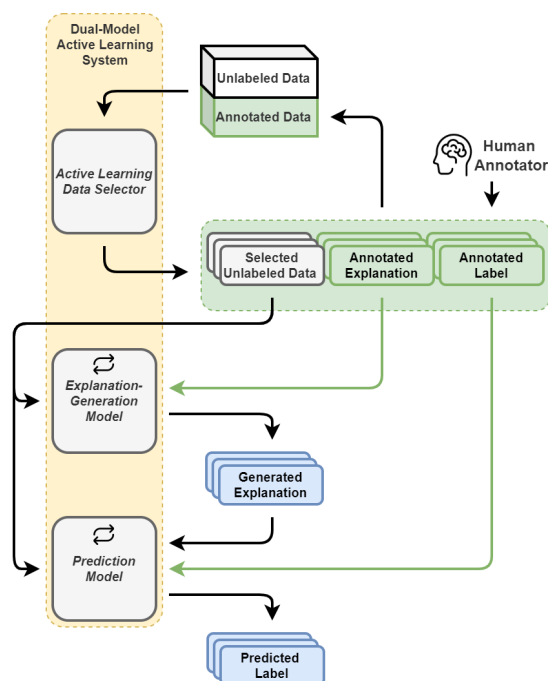 Dual-Model
Active Learning
System
Unlabeled Data
Annotated Data
Active Learning
Data Selector
Human
Annotator
Selected
Unlabeled Data
Annotated
Explanation
Annotated
Label
Explanation-
Generation
Model
Generated
Explanation
Prediction
Model
Predicted
Label